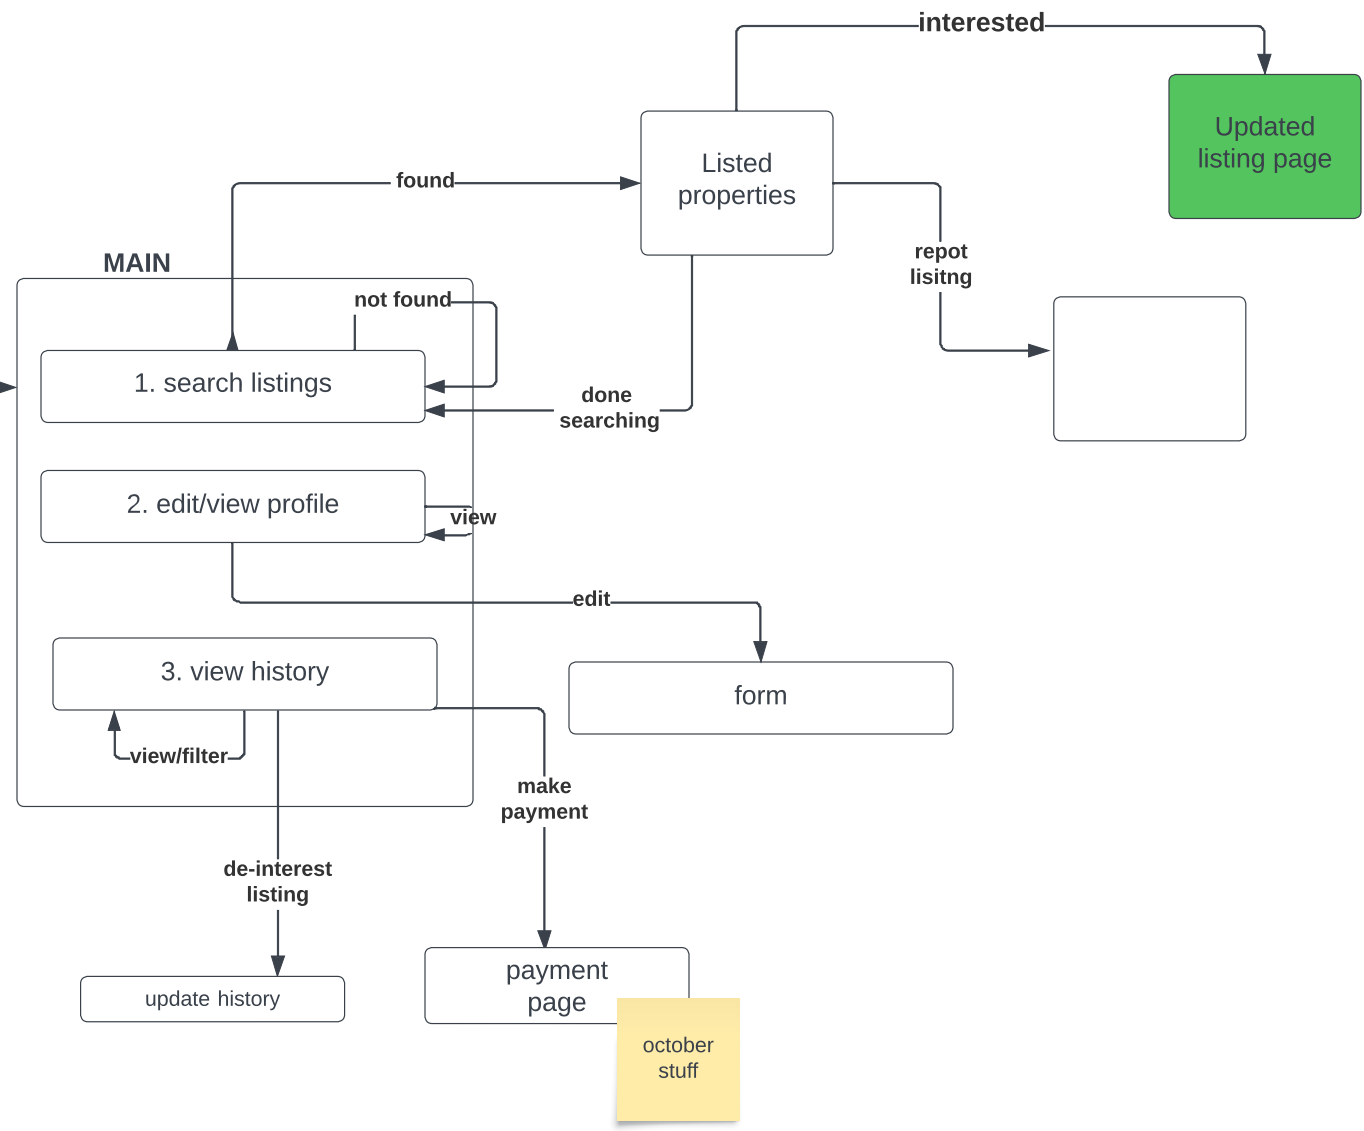 interested
Updated
listing page
Listed
properties
found
repot
lisitng
MAIN
not found
1. search listings
done
searching
2. edit/view profile
view
edit
3. view history
form
view/filter
make
payment
de-interest
listing
payment
page
update history
october
stuff